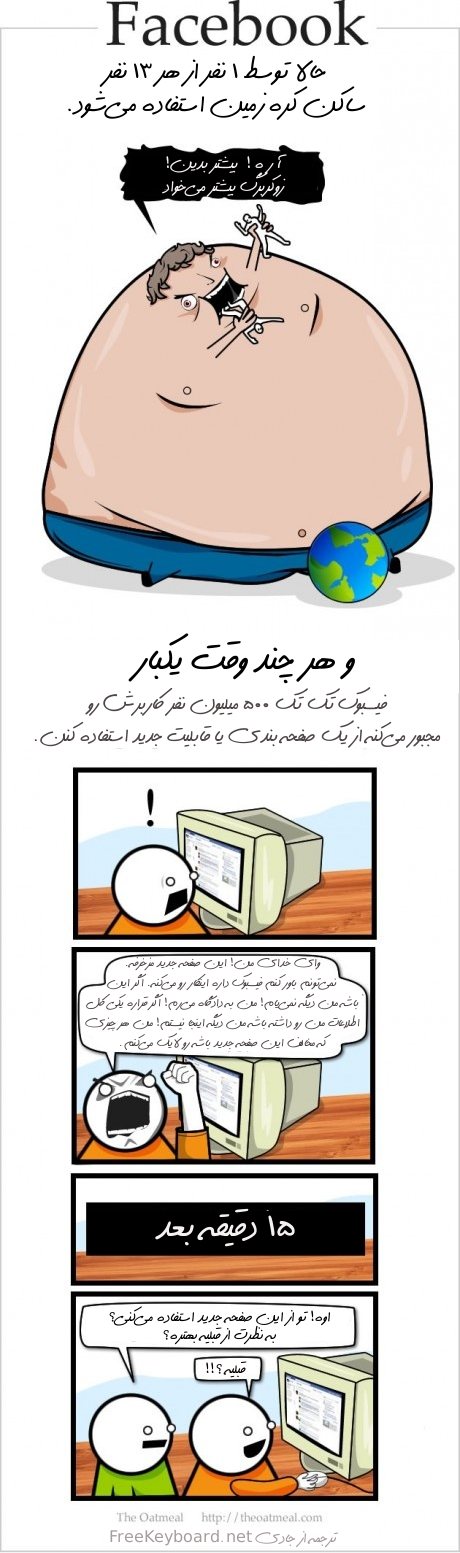 Facebook
حالا توسط ۱ نفر از هر ۱۳ نفر
ساکن کره زمین استفاده می‌شود.
آره! بیشتر بدین!
زوکربرگ بیشتر می‌خواد
و هر چند وقت یکبار
فیسبوک تک تک ۵۰۰ میلیون نفر کاربرش رو
مجبور می‌کنه از یک صفحه بندی یا قابلیت جدید استفاده کنن.
!
وای خدای من! این صفحه جدید مزخرفه.
نمی‌تونم باور کنم فیسبوک داره اینکار رو می‌کنه. اگر این
باشه من دیگه نمی‌یام! من به دادگاه می‌رم! اگر قراره یکی کل
اطلاعات من رو داشته باشه من دیگه اینجا نیستم! من هر چیزی
که مخالف این صفحه جدید باشه رو لایک می‌کنم.
۱۵ دقیقه بعد
اوه! تو از این صفحه جدید استفاده می‌کنی؟
به نظرت از قبلیه بهتره؟
قبلیه؟!!
The Oatmeal http://theoatmeal.com
ترجمه از جادی FreeKeyboard.net